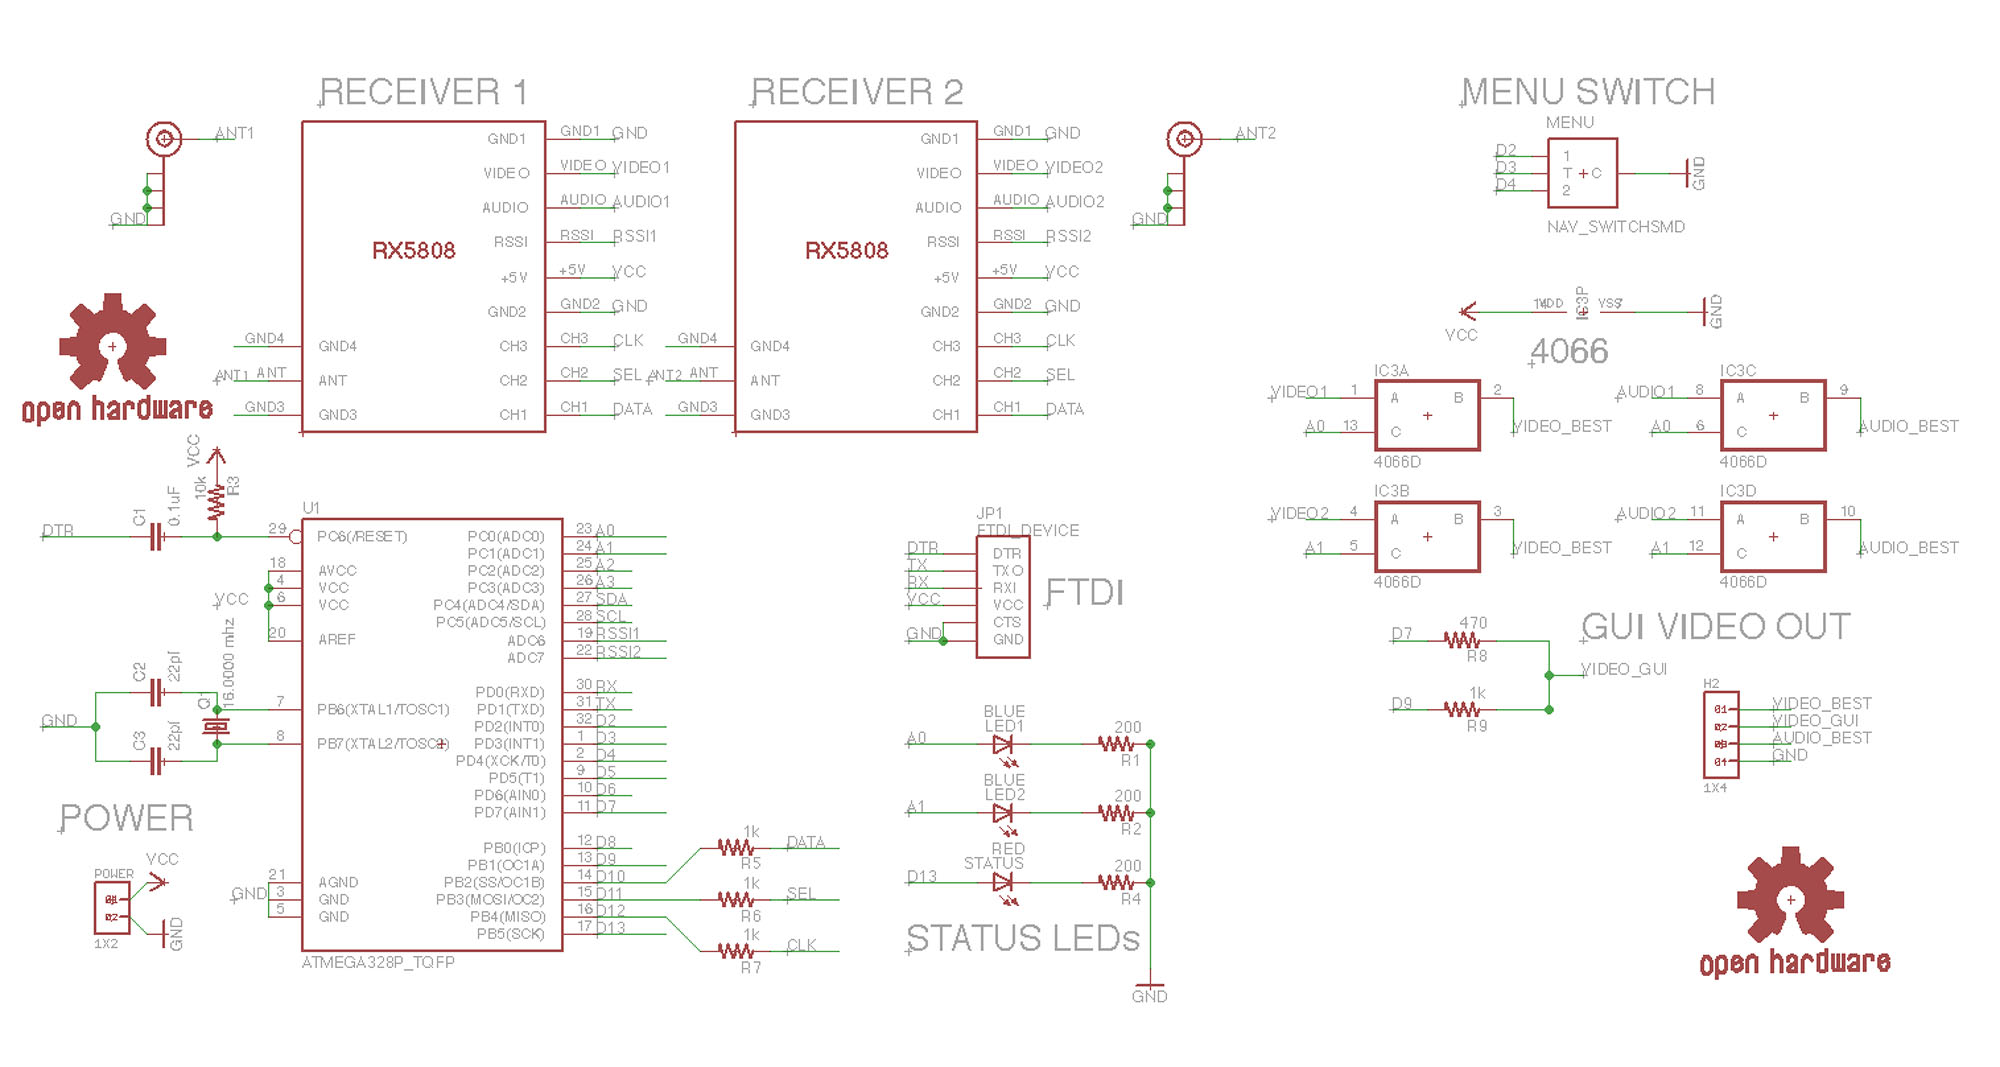 RECEIVER 1
RECEIVER 2
MENU SWITCH
ANT1
GND
RX5808
GND1
VIDEO
AUDIO
RSSI
+5V
GND2
CH3
CH2
CH1
GND4
ANT
GND3
GND1 GND
VIDEO VIDEO1
AUDIO AUDIO1
RSSI RSSI1
+5V VCC
GND2 GND
CH3 CLK
CH2 SEL
CH1 DATA
GND4
ANT1 ANT
GND3
RX5808
GND1
VIDEO
AUDIO
RSSI
+5V
GND2
CH3
CH2
CH1
GND4
ANT
GND3
GND1 GND
VIDEO VIDEO2
AUDIO AUDIO2
RSSI RSSI2
+5V VCC
GND2 GND
CH3 CLK
CH2 SEL
CH1 DATA
GND4
ANT2 ANT
GND3
ANT2
GND
MENU
D2
D3
D4
1
T C
2
GND
NAV_SWITCHSMD
VCC
14 VDD
IC3P
VSS 7
GND
4066
IC3A
VIDEO1 1 A B 2
A0 13 C
VIDEO_BEST
4066D
IC3C
AUDIO1 8 A B 9
A0 6 C
AUDIO_BEST
4066D
IC3B
VIDEO2 4 A B 3
A1 5 C
VIDEO_BEST
4066D
IC3D
AUDIO2 11 A B 10
A1 12 C
AUDIO_BEST
4066D
open hardware
VCC
10k
R3
DTR
C1
0.1uF
U1
29 PC6(/RESET)
18 AVCC
4 VCC
6 VCC
20 AREF
VCC
7 PB6(XTAL1/TOSC1)
8 PB7(XTAL2/TOSC2)
21 AGND
3 GND
5 GND
GND
C2
22pf
C3
22pf
Q1
16.0000 mhz
GND
PC0(ADC0) 23 A0
PC1(ADC1) 24 A1
PC2(ADC2) 25 A2
PC3(ADC3) 26 A3
PC4(ADC4/SDA) 27 SDA
PC5(ADC5/SCL) 28 SCL
ADC6 19 RSSI1
ADC7 22 RSSI2
PD0(RXD) 30 RX
PD1(TXD) 31 TX
PD2(INT0) 32 D2
PD3(INT1) 1 D3
PD4(XCK/T0) 2 D4
PD5(T1) 9 D5
PD6(AIN0) 10 D6
PD7(AIN1) 11 D7
PB0(ICP) 12 D8
PB1(OC1A) 13 D9
PB2(SS/OC1B) 14 D10
PB3(MOSI/OC2) 15 D11
PB4(MISO) 16 D12
PB5(SCK) 17 D13
ATMEGA328P_TQFP
1k
R5
DATA
1k
R6
SEL
1k
R7
CLK
POWER
VCC
POWER
01
02
1X2
GND
JP1
FTDI_DEVICE
DTR DTR
TX TXO
RX RXI
VCC VCC
CTS
GND GND
FTDI
BLUE
LED1
A0
200
R1
BLUE
LED2
A1
200
R2
RED
STATUS
D13
200
R4
STATUS LEDs
GND
GUI VIDEO OUT
D7
470
R8
D9
1k
R9
VIDEO_GUI
H2
01 VIDEO_BEST
02 VIDEO_GUI
03 AUDIO_BEST
04 GND
1X4
open hardware